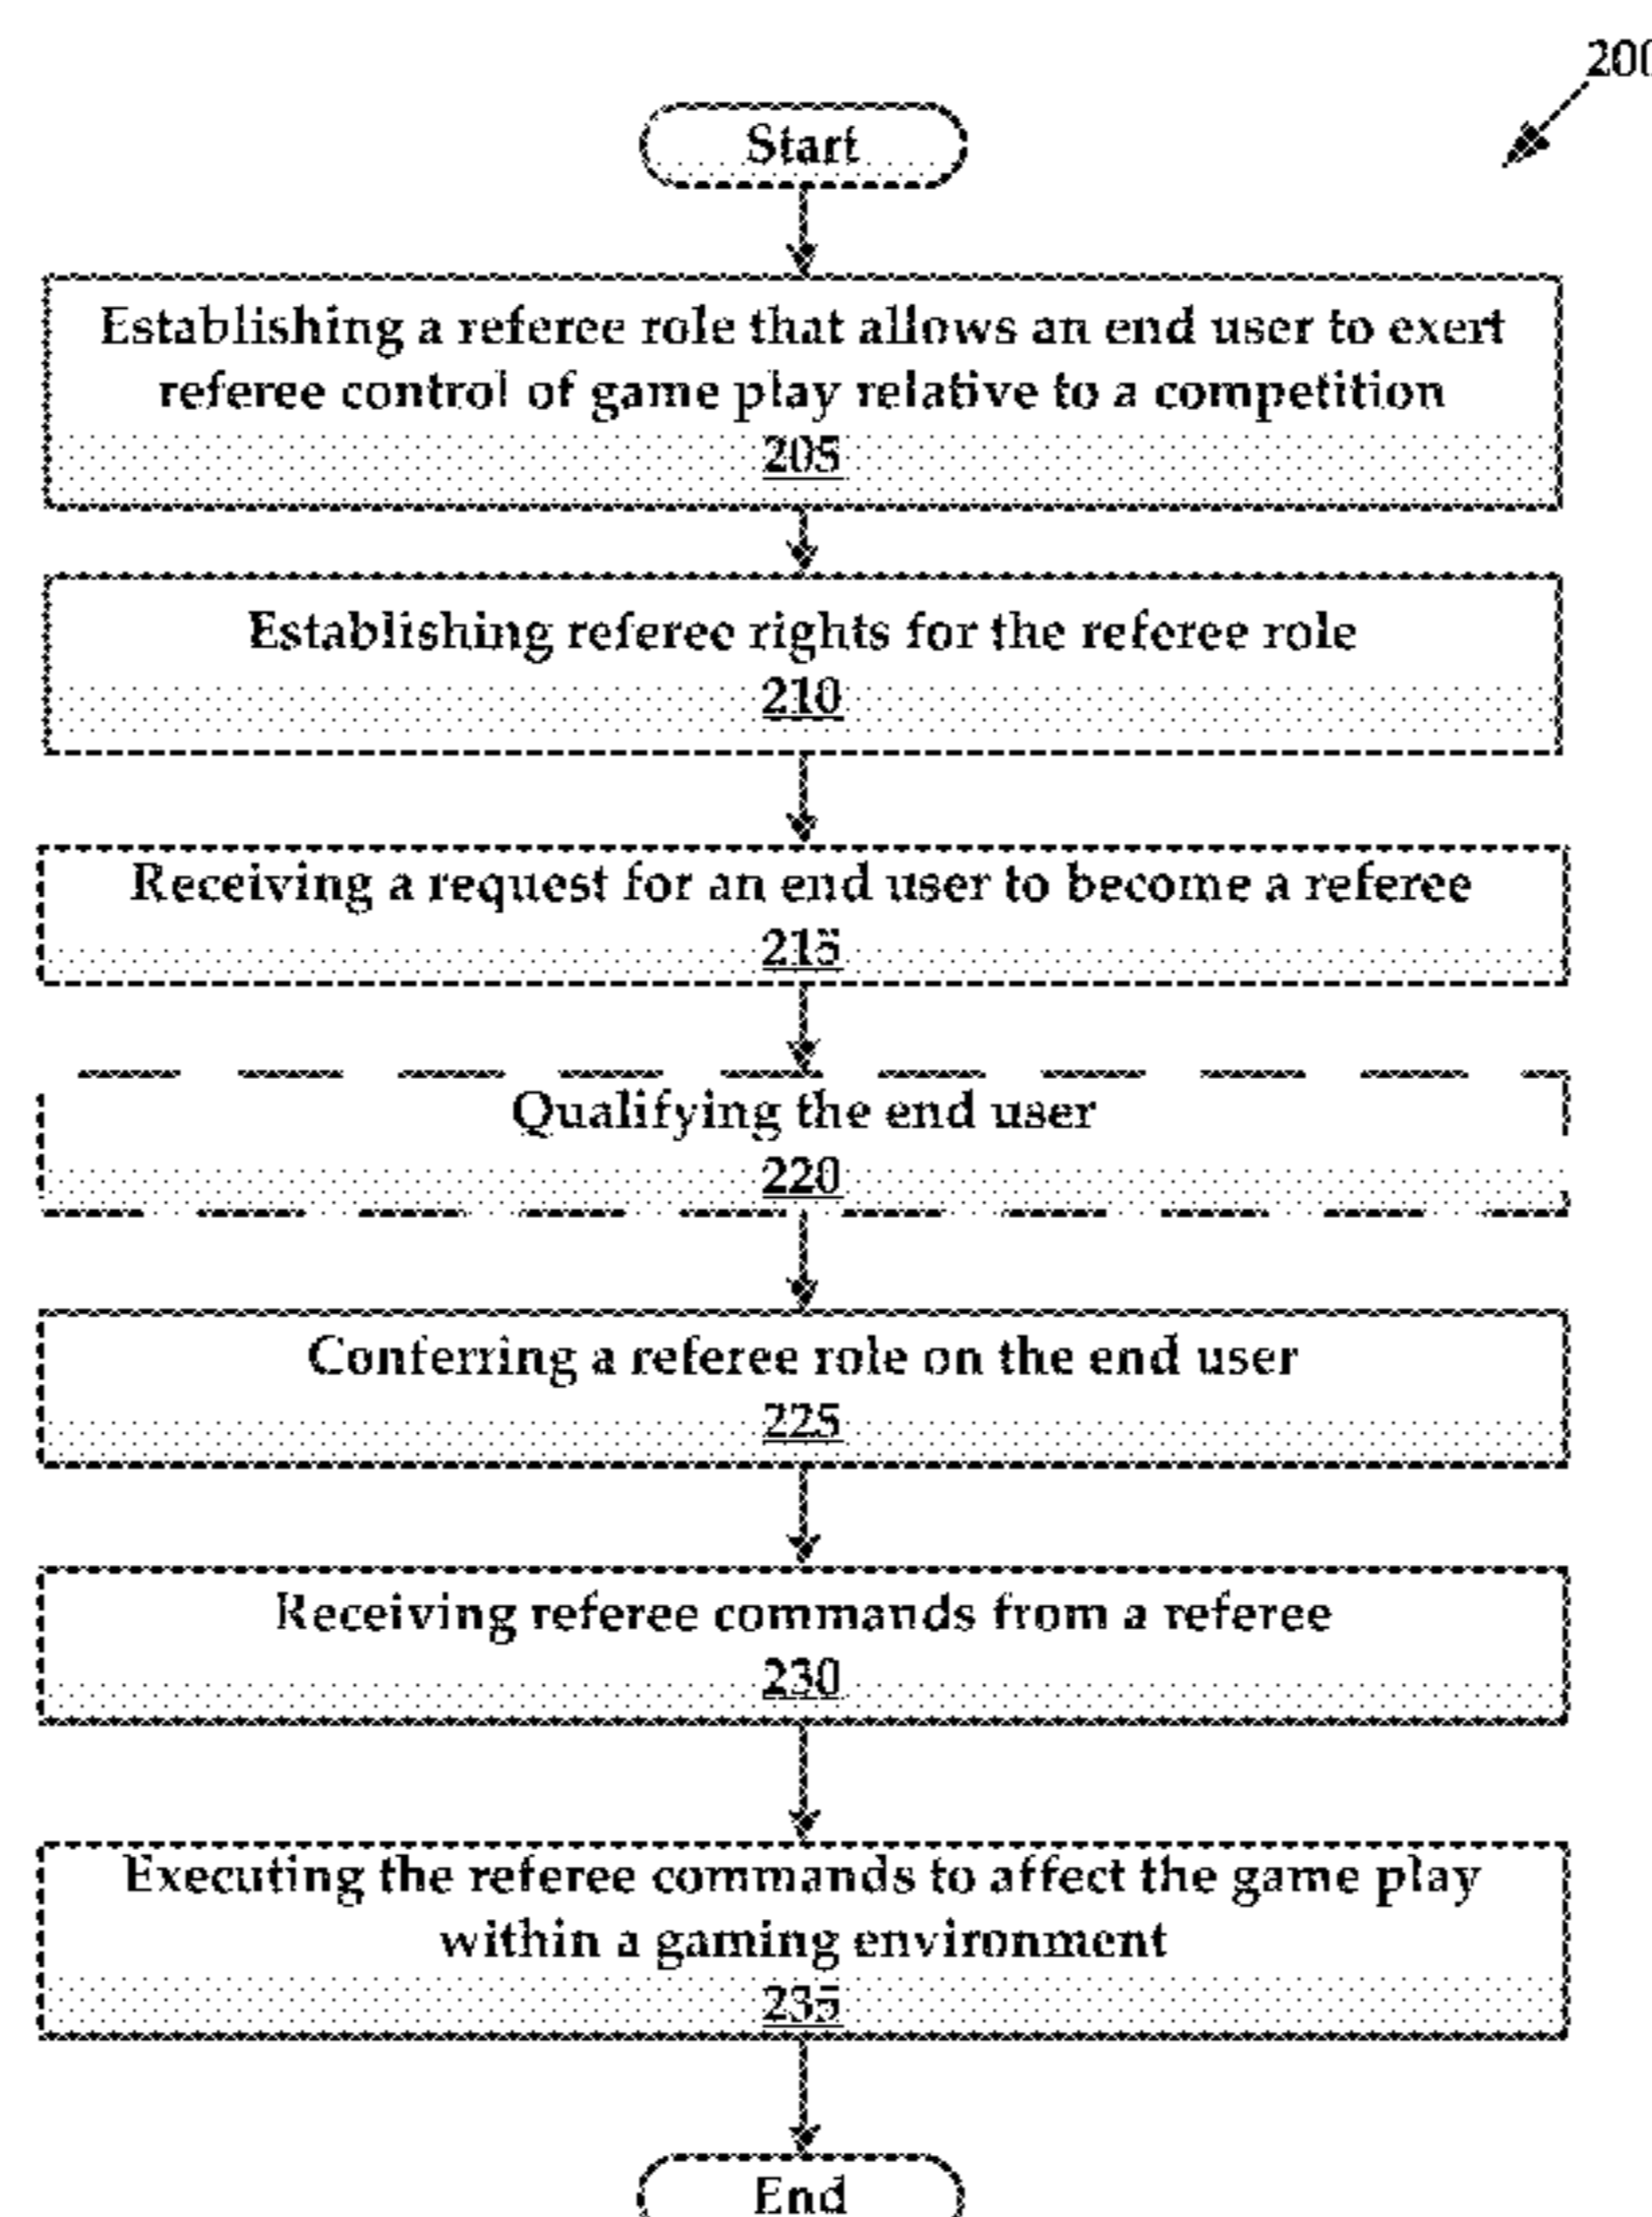 200
Start
Establishing a referee role that allows an end user to exert
referee control of game play relative to a competition
205
Establishing referee rights for the referee role
210
Receiving a request for an end user to become a referee
215
Qualifying the end user
220
Conferring a referee role on the end user
225
Receiving referee commands from a referee
230
Executing the referee commands to affect the game play
within a gaming environment
235
End